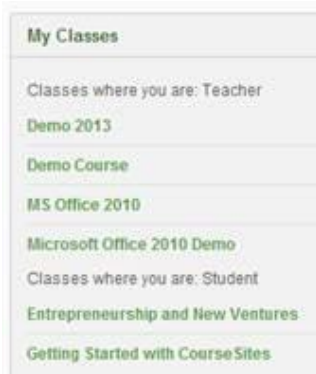 My Classes
Classes where you are: Teacher
Demo 2013
Demo Course
MS Office 2010
Microsoft Office 2010 Demo
Classes where you are: Student
Entrepreneurship and New Ventures
Getting Started with CourseSites